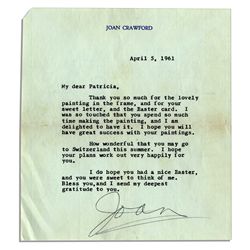 JOAN CRAWFORD
April 5, 1961
My dear Patricia,
Thank you so much for the lovely
painting in the frame, and for your
sweet letter, and the Easter card. I
was so touched that you spend so much
time making the painting, and I am
delighted to have it. I hope you will
have great success with your paintings.
How wonderful that you may go to
Switzerland this summer. I hope
your plans work out very happily for
you.
I do hope you had a nice Easter,
and you were sweet to think of me.
Bless you, and I send my deepest
gratitude to you.
Joan